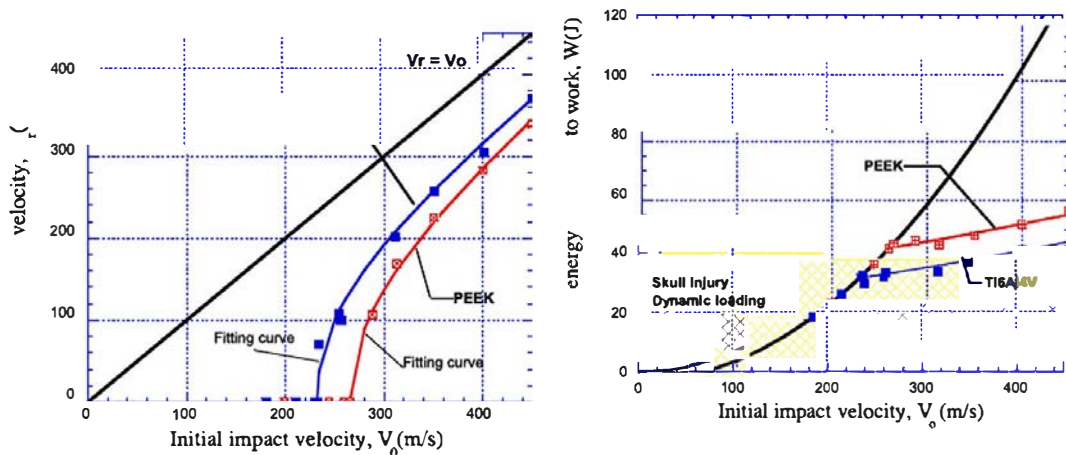 400
300
200
100
0
velocity,
r(
Vr = Vo
PEEK
Fitting curve
Fitting curve
0
100
200
300
400
Initial impact velocity, V0(m/s)
120
100
80
60
40
20
0
to work, W(J)
energy
PEEK
TI6A14V
Skull Injury
Dynamic loading
0
100
200
300
400
Initial impact velocity, Vo(m/s)